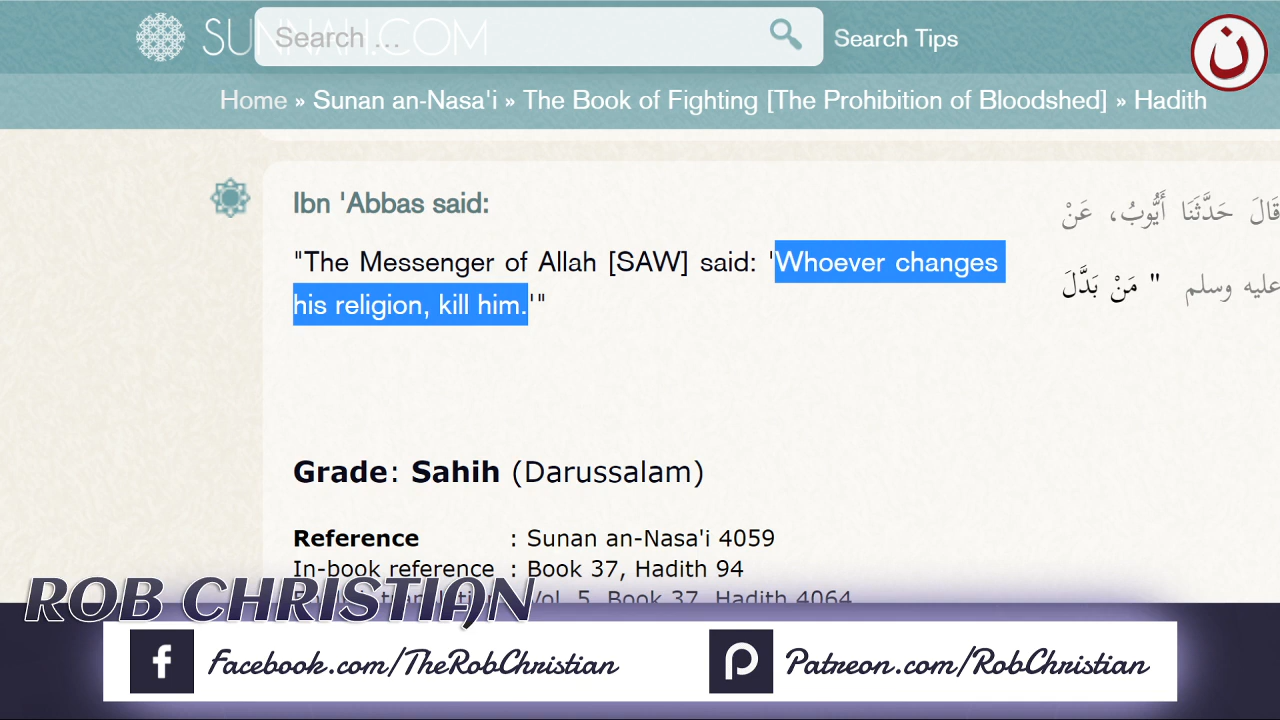 SUNNAH.COM
Search ...
Search Tips
ن
Home » Sunan an-Nasa'i » The Book of Fighting [The Prohibition of Bloodshed] » Hadith
Ibn 'Abbas said:
"The Messenger of Allah [SAW] said: 'Whoever changes
his religion, kill him.'"
قَالَ حَدَّثَنَا أَيُّوبُ، عَنْ
عليه وسلم " مَنْ بَدَّلَ
Grade: Sahih (Darussalam)
Reference : Sunan an-Nasa'i 4059
In-book reference : Book 37, Hadith 94
Vol. 5, Book 37, Hadith 4064
ROB CHRISTIAN
f Facebook.com/TheRobChristian
Patreon.com/RobChristian